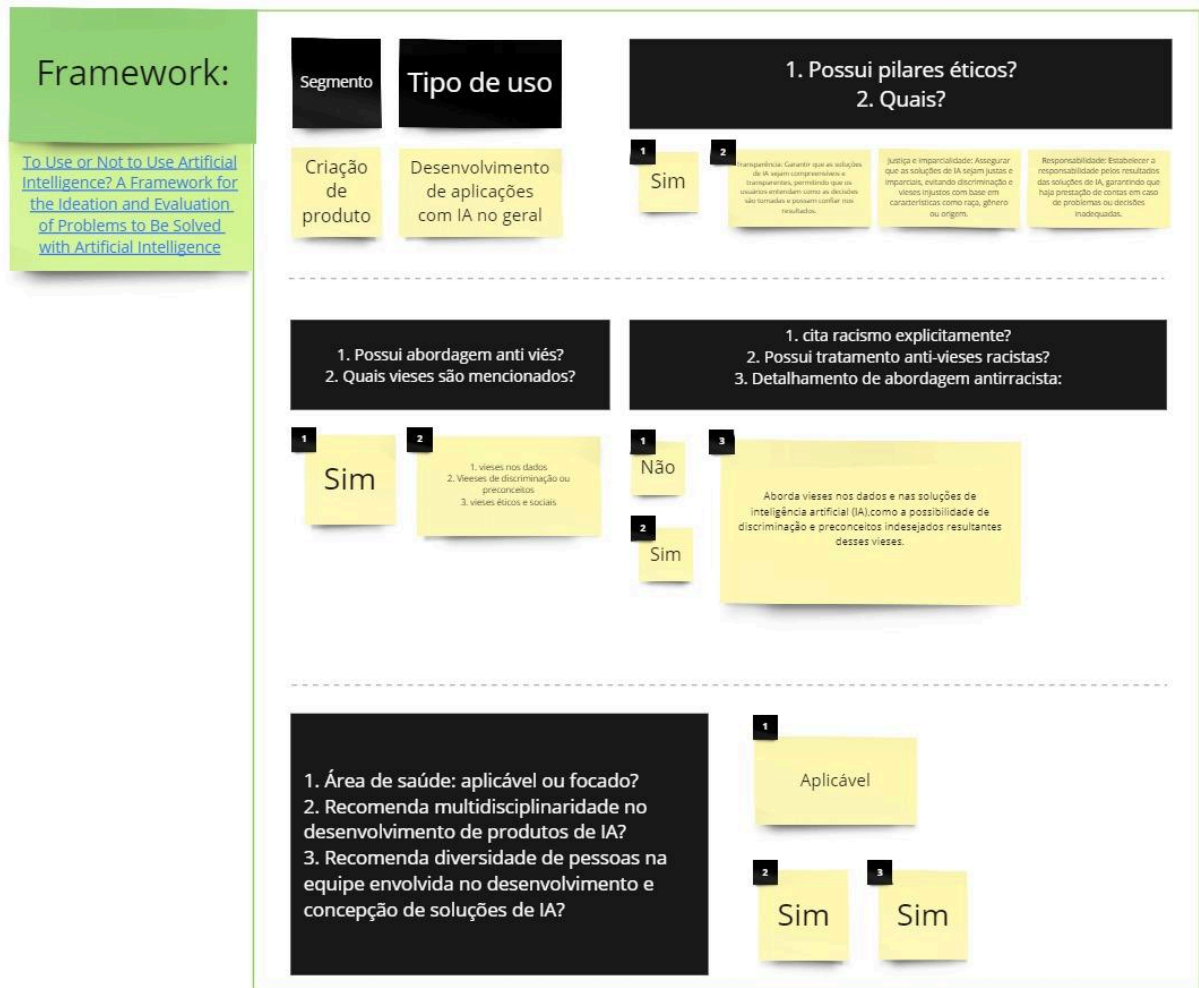 Framework:
To Use or Not to Use Artificial
Intelligence? A Framework for
the Ideation and Evaluation
of Problems to Be Solved
with Artificial Intelligence
Segmento
Criação
de
produto
Tipo de uso
Desenvolvimento
de aplicações
com IA no geral
1. Possui pilares éticos?
2. Quais?
1
Sim
2
Transparência: Garantir que as soluções
de IA sejam compreensíveis e
transparentes, permitindo que os
usuários entendam como as decisões
são tomadas e possam confiar nos
resultados.
Justiça e imparcialidade: Assegurar
que as soluções de IA sejam justas e
imparciais, evitando discriminação e
vieses injustos com base em
características como raça, gênero
ou origem.
Responsabilidade: Estabelecer a
responsabilidade pelos resultados
das soluções de IA, garantindo que
haja prestação de contas em caso
de problemas ou decisões
inadequadas.
1. Possui abordagem anti viés?
2. Quais vieses são mencionados?
1
Sim
2
1. vieses nos dados
2. Vieeses de discriminação ou
preconceitos
3. vieses éticos e sociais
1. cita racismo explicitamente?
2. Possui tratamento anti-vieses racistas?
3. Detalhamento de abordagem antirracista:
1
Não
2
Sim
3
Aborda vieses nos dados e nas soluções de
inteligência artificial (IA),como a possibilidade de
discriminação e preconceitos indesejados resultantes
desses vieses.
1. Área de saúde: aplicável ou focado?
2. Recomenda multidisciplinaridade no
desenvolvimento de produtos de IA?
3. Recomenda diversidade de pessoas na
equipe envolvida no desenvolvimento e
concepção de soluções de IA?
1
Aplicável
2
Sim
3
Sim